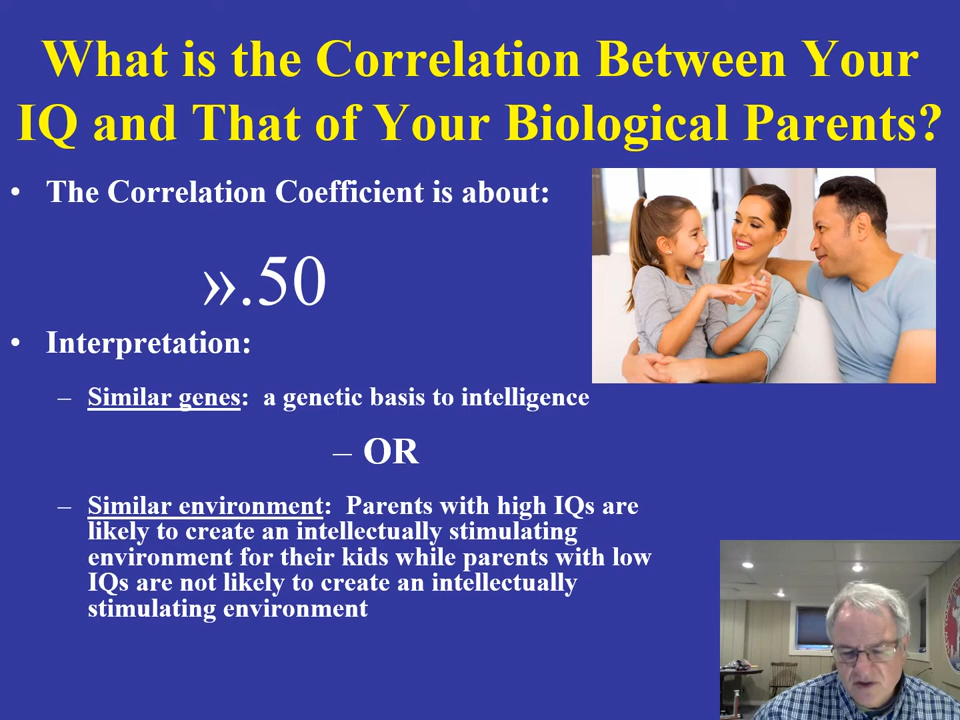 What is the Correlation Between Your
IQ and That of Your Biological Parents?
• The Correlation Coefficient is about:
».50
• Interpretation:
– Similar genes: a genetic basis to intelligence
– OR
– Similar environment: Parents with high IQs are
likely to create an intellectually stimulating
environment for their kids while parents with low
IQs are not likely to create an intellectually
stimulating environment